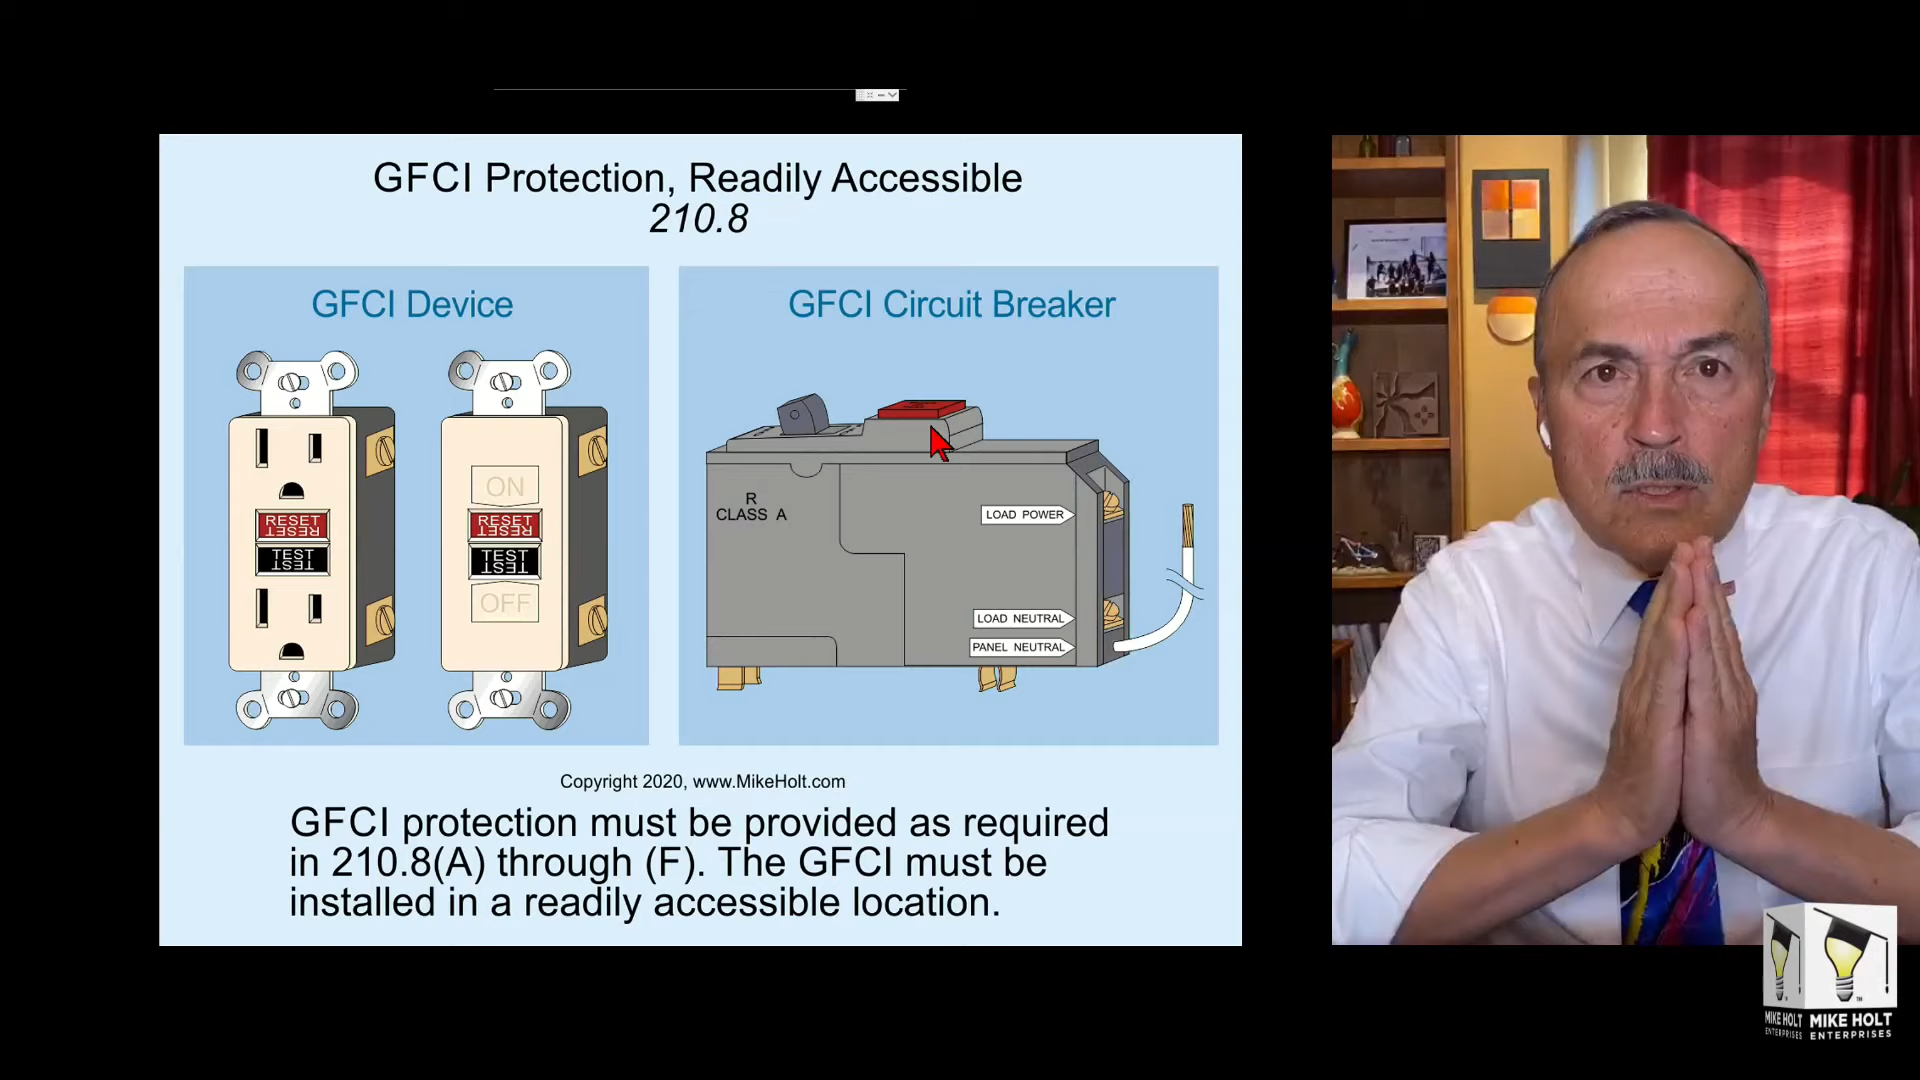 GFCI Protection, Readily Accessible
210.8
GFCI Device
GFCI Circuit Breaker
RESET
RESET
TEST
TEST
ON
RESET
RESET
TEST
TEST
OFF
R
CLASS A
LOAD POWER
LOAD NEUTRAL
PANEL NEUTRAL
Copyright 2020, www.MikeHolt.com
GFCI protection must be provided as required
in 210.8(A) through (F). The GFCI must be
installed in a readily accessible location.
MIKE HOLT
ENTERPRISES
MIKE HOLT
ENTERPRISES